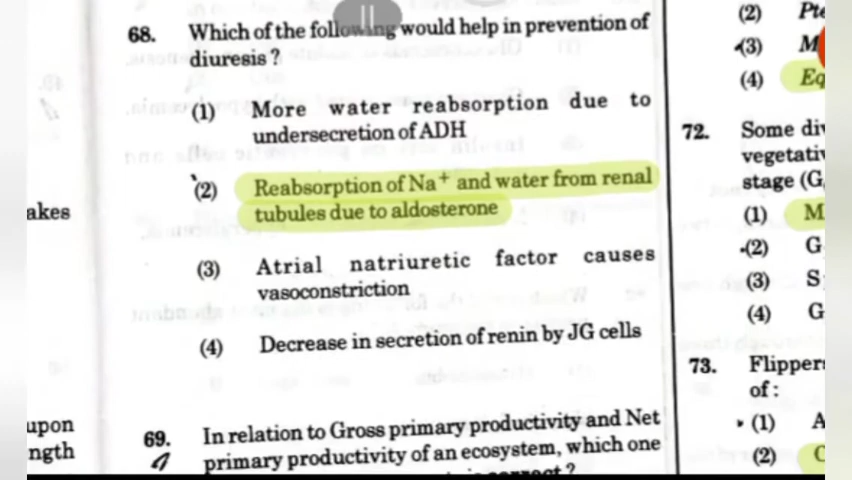 68. Which of the following would help in prevention of
diuresis ?
(1) More water reabsorption due to
undersecretion of ADH
(2) Reabsorption of Na+ and water from renal
tubules due to aldosterone
(3) Atrial natriuretic factor causes
vasoconstriction
(4) Decrease in secretion of renin by JG cells
69. In relation to Gross primary productivity and Net
primary productivity of an ecosystem, which one
akes
upon
ngth
(2)
(3) M
(4) Eq
72. Some
vegetativ
stage (G
(1) M
(2) G
(3) S
(4) G
73. Flippers
of :
(1) A
(2)